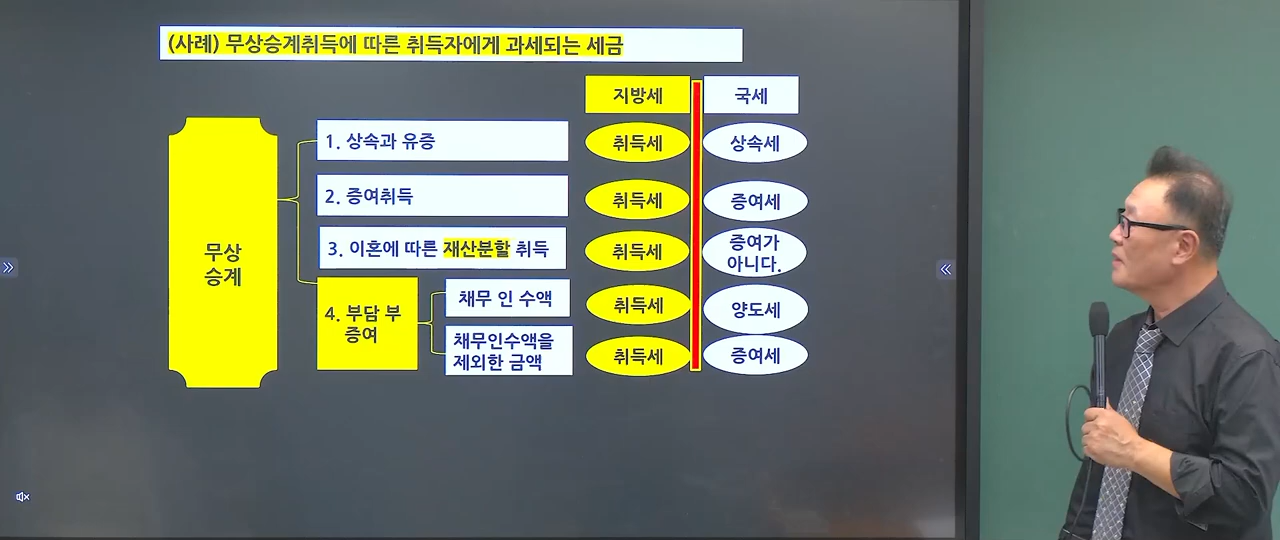 (사례) 무상승계취득에 따른 취득자에게 과세되는 세금
지방세
국세
무상
승계
1. 상속과 유증
취득세
상속세
2. 증여취득
취득세
증여세
3. 이혼에 따른 재산분할 취득
취득세
증여가
아니다.
4. 부담 부
증여
채무 인 수액
취득세
양도세
채무인수액을
제외한 금액
취득세
증여세